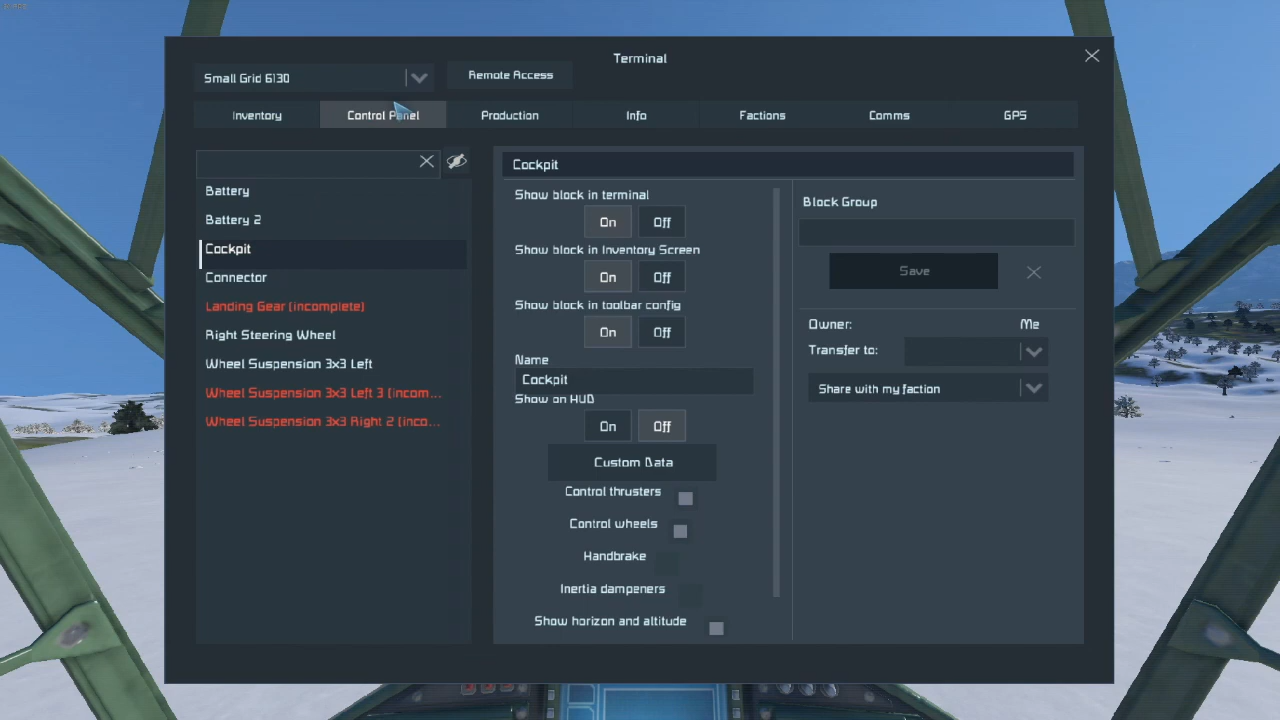 Terminal
Small Grid 6130
Remote Access
Inventory
Control Panel
Production
Info
Factions
Comms
GPS
Battery
Battery 2
Cockpit
Connector
Landing Gear (incomplete)
Right Steering Wheel
Wheel Suspension 3x3 Left
Wheel Suspension 3x3 Left 3 (incom...
Wheel Suspension 3x3 Right 2 (inco...
Cockpit
Show block in terminal
On Off
Show block in Inventory Screen
On Off
Show block in toolbar config
On Off
Name
Cockpit
Show on HUD
On Off
Custom Data
Control thrusters
Control wheels
Handbrake
Inertia dampeners
Show horizon and altitude
Block Group
Save
Owner: Me
Transfer to:
Share with my faction